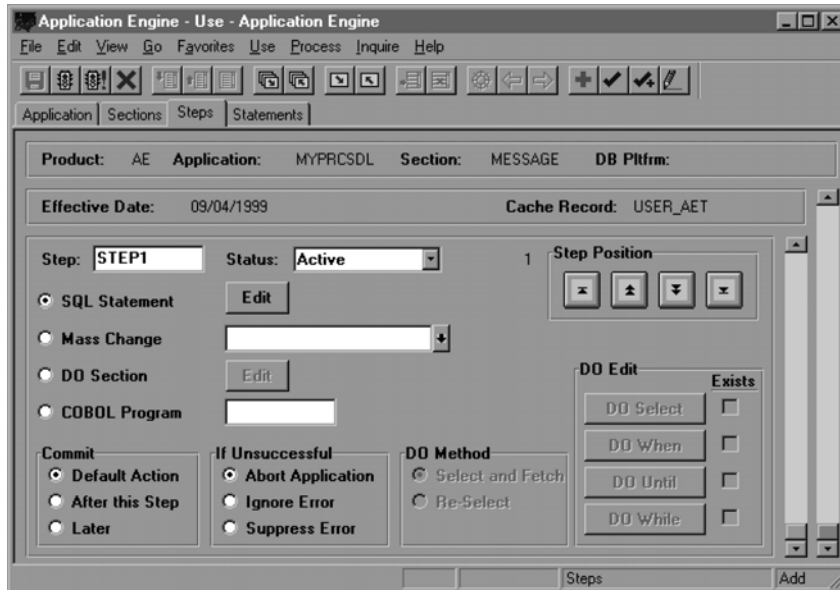 Application Engine - Use - Application Engine
File Edit View Go Favorites Use Process Inquire Help
Application Sections Steps Statements
Product: AE Application: MYPRCSDL Section: MESSAGE DB Pltfrm:
Effective Date: 09/04/1999 Cache Record: USER_AET
Step: STEP1 Status: Active 1 Step Position
SQL Statement Edit
Mass Change
DO Section Edit
COBOL Program
DO Edit Exists
DO Select
DO When
DO Until
DO While
Commit
Default Action
After this Step
Later
If Unsuccessful
Abort Application
Ignore Error
Suppress Error
DO Method
Select and Fetch
Re-Select
Steps Add